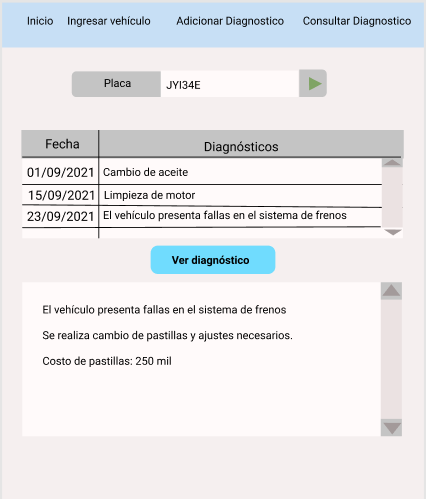 Inicio Ingresar vehículo Adicionar Diagnostico Consultar Diagnostico
Placa JYI34E
Fecha Diagnósticos
01/09/2021 Cambio de aceite
15/09/2021 Limpieza de motor
23/09/2021 El vehículo presenta fallas en el sistema de frenos
Ver diagnóstico
El vehículo presenta fallas en el sistema de frenos
Se realiza cambio de pastillas y ajustes necesarios.
Costo de pastillas: 250 mil